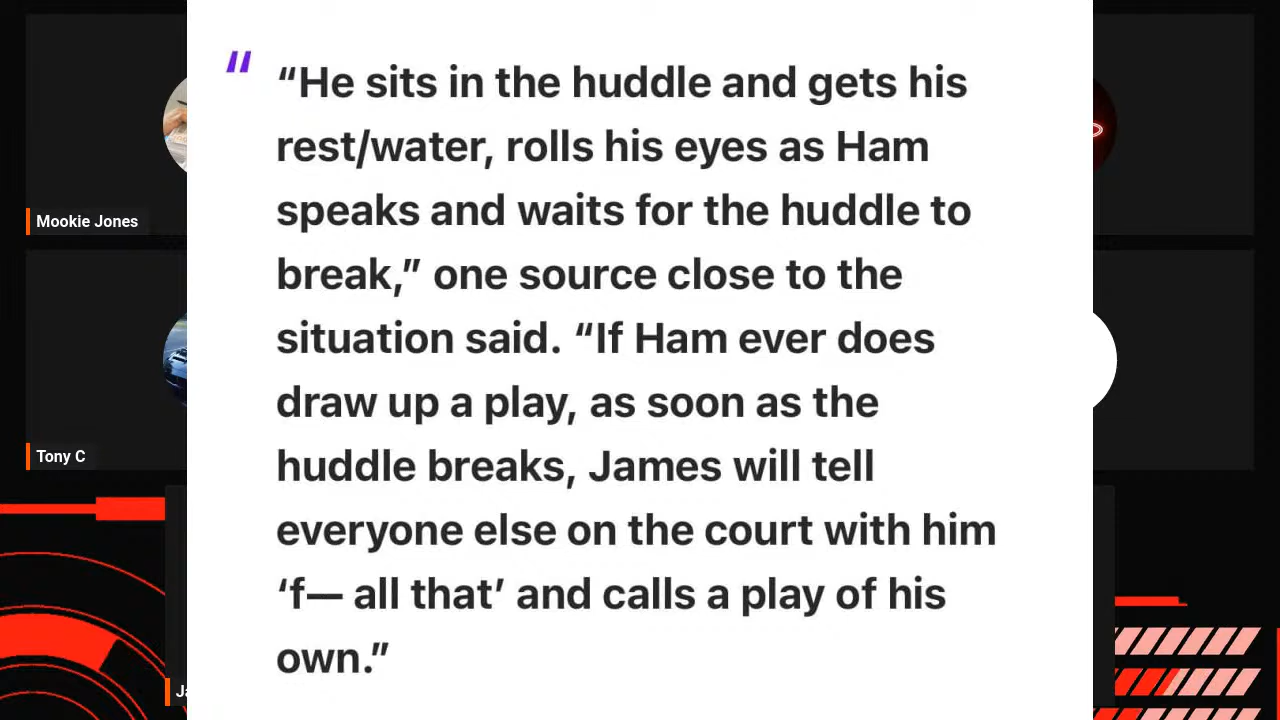 "
“He sits in the huddle and gets his
rest/water, rolls his eyes as Ham
speaks and waits for the huddle to
break,” one source close to the
situation said. “If Ham ever does
draw up a play, as soon as the
huddle breaks, James will tell
everyone else on the court with him
‘f— all that’ and calls a play of his
own.”
Mookie Jones
Tony C